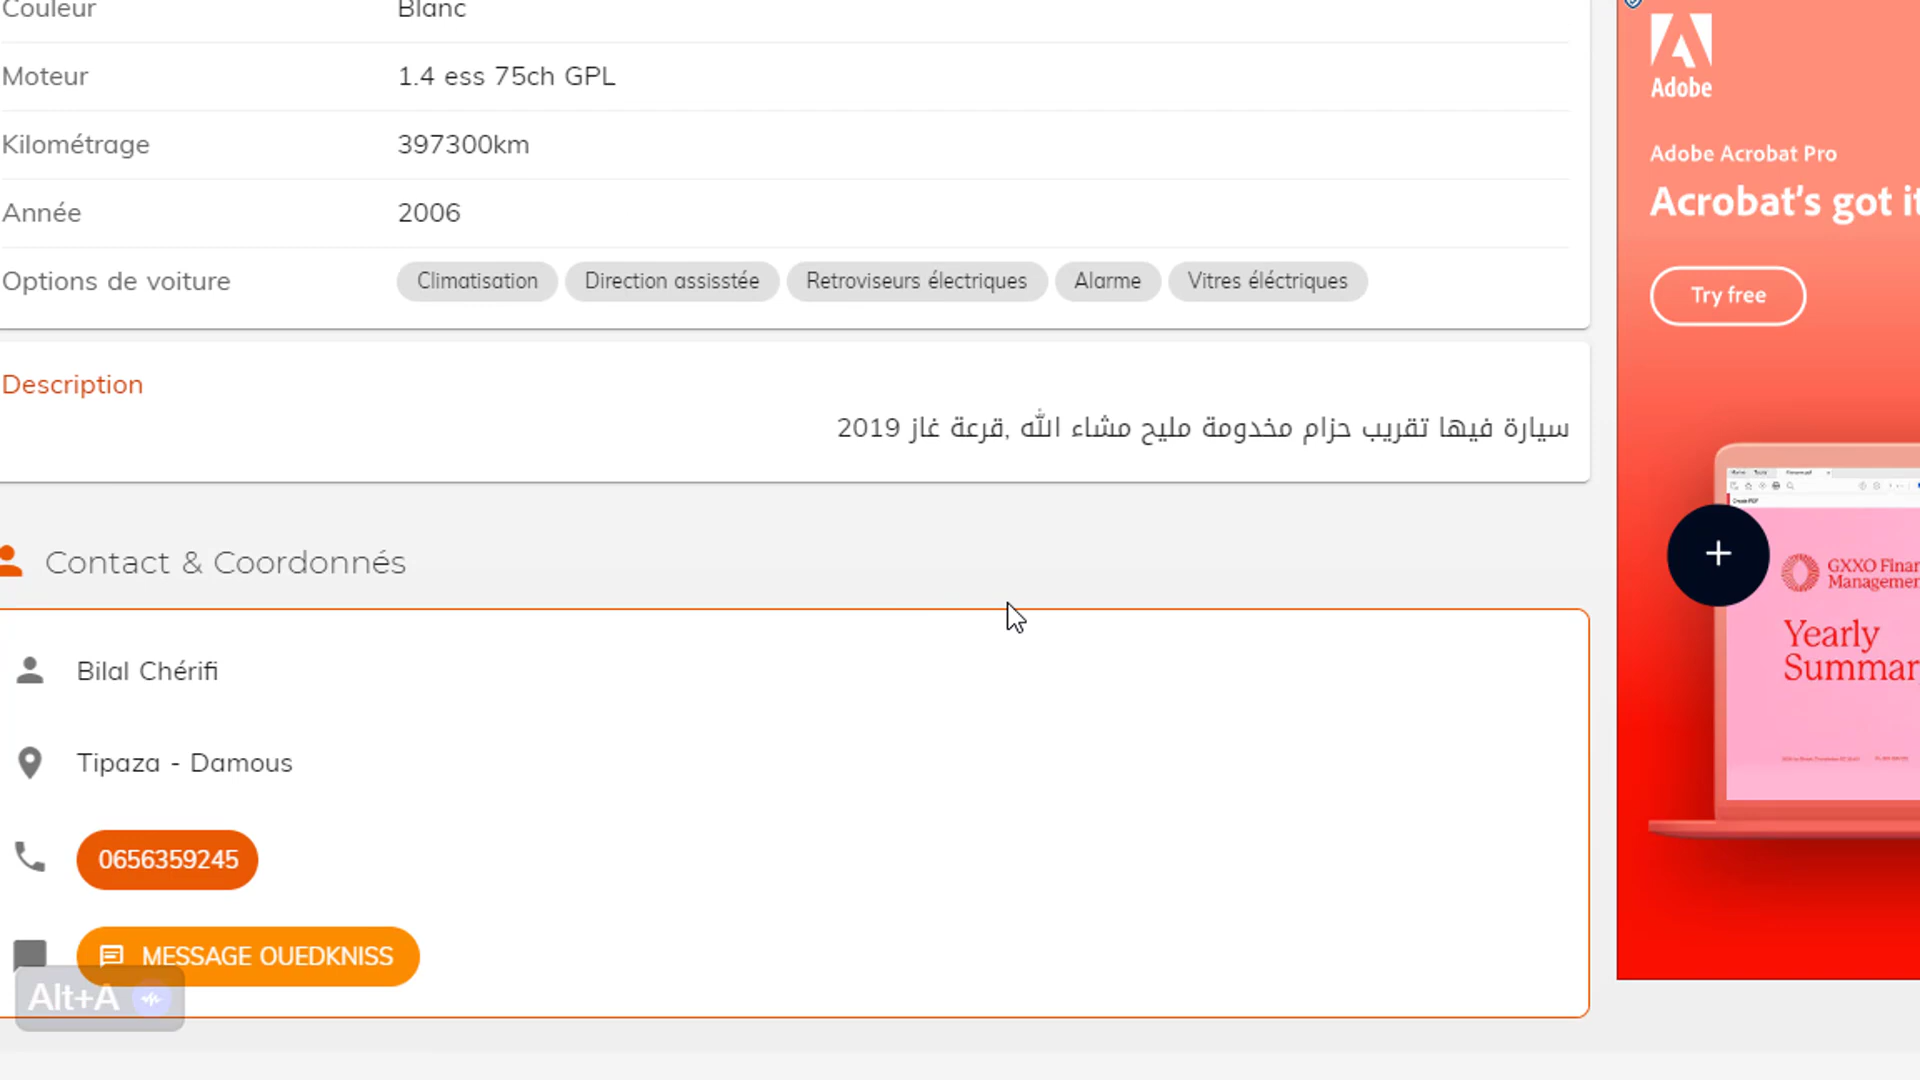 Couleur Blanc
Moteur 1.4 ess 75ch GPL
Kilométrage 397300km
Année 2006
Options de voiture Climatisation Direction assisstée Retroviseurs électriques Alarme Vitres éléctriques
Description
سيارة فيها تقريب حزام مخدومة مليح مشاء الله ,قرعة غاز 2019
Contact & Coordonnés
Bilal Chérifi
Tipaza - Damous
0656359245
MESSAGE OUEDKNISS
Alt+A
Adobe
Adobe Acrobat Pro
Acrobat's got it
Try free
GXXO Finan
Management
Yearly
Summar